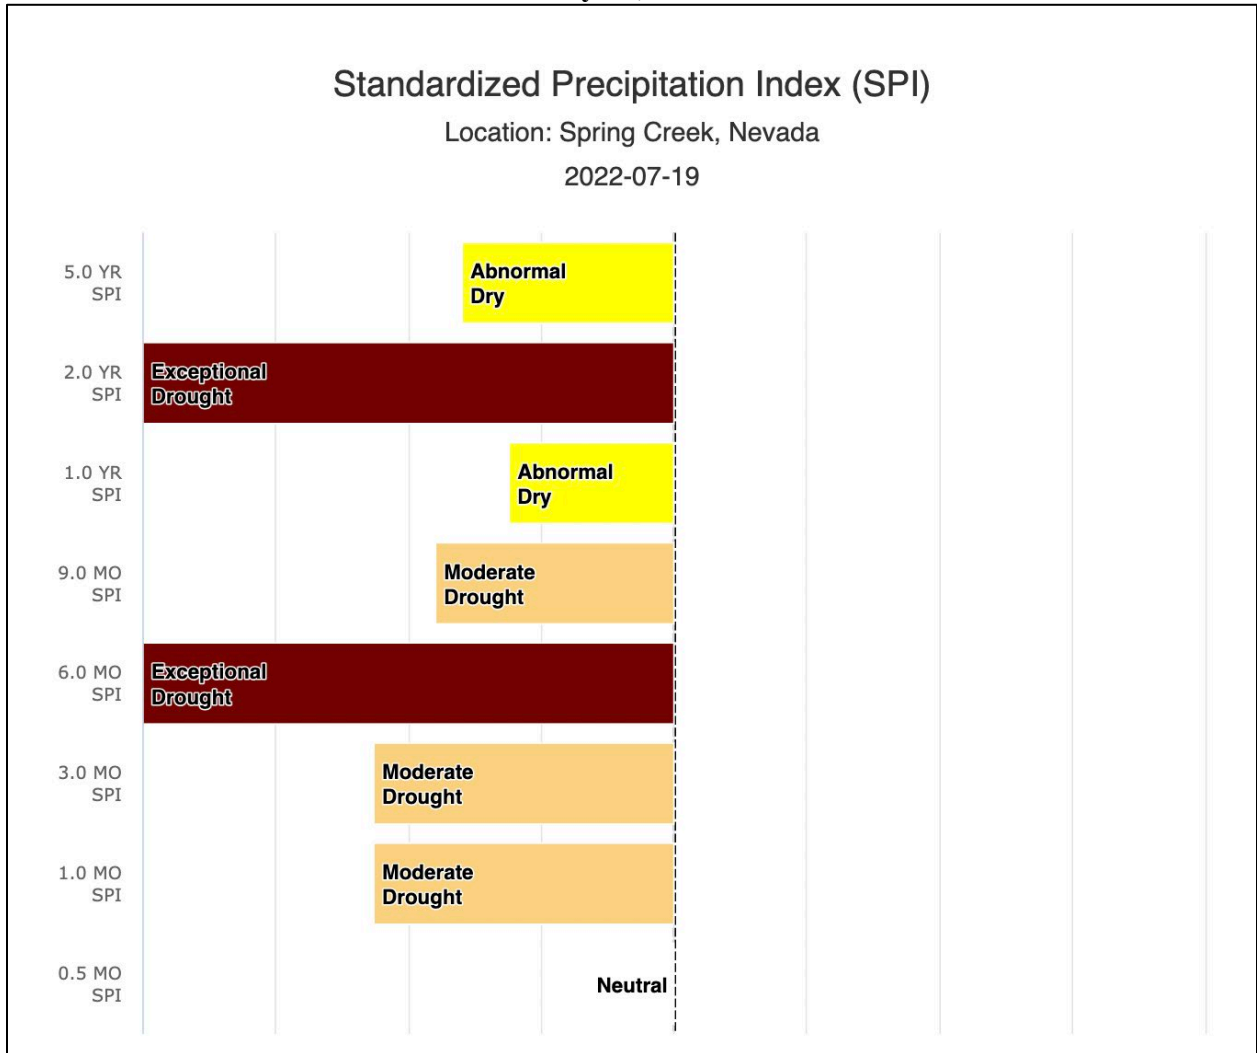 Standardized Precipitation Index (SPI)
Location: Spring Creek, Nevada
2022-07-19
5.0 YR
SPI
Abnormal
Dry
2.0 YR
SPI
Exceptional
Drought
1.0 YR
SPI
Abnormal
Dry
9.0 MO
SPI
Moderate
Drought
6.0 MO
SPI
Exceptional
Drought
3.0 MO
SPI
Moderate
Drought
1.0 MO
SPI
Moderate
Drought
0.5 MO
SPI
Neutral